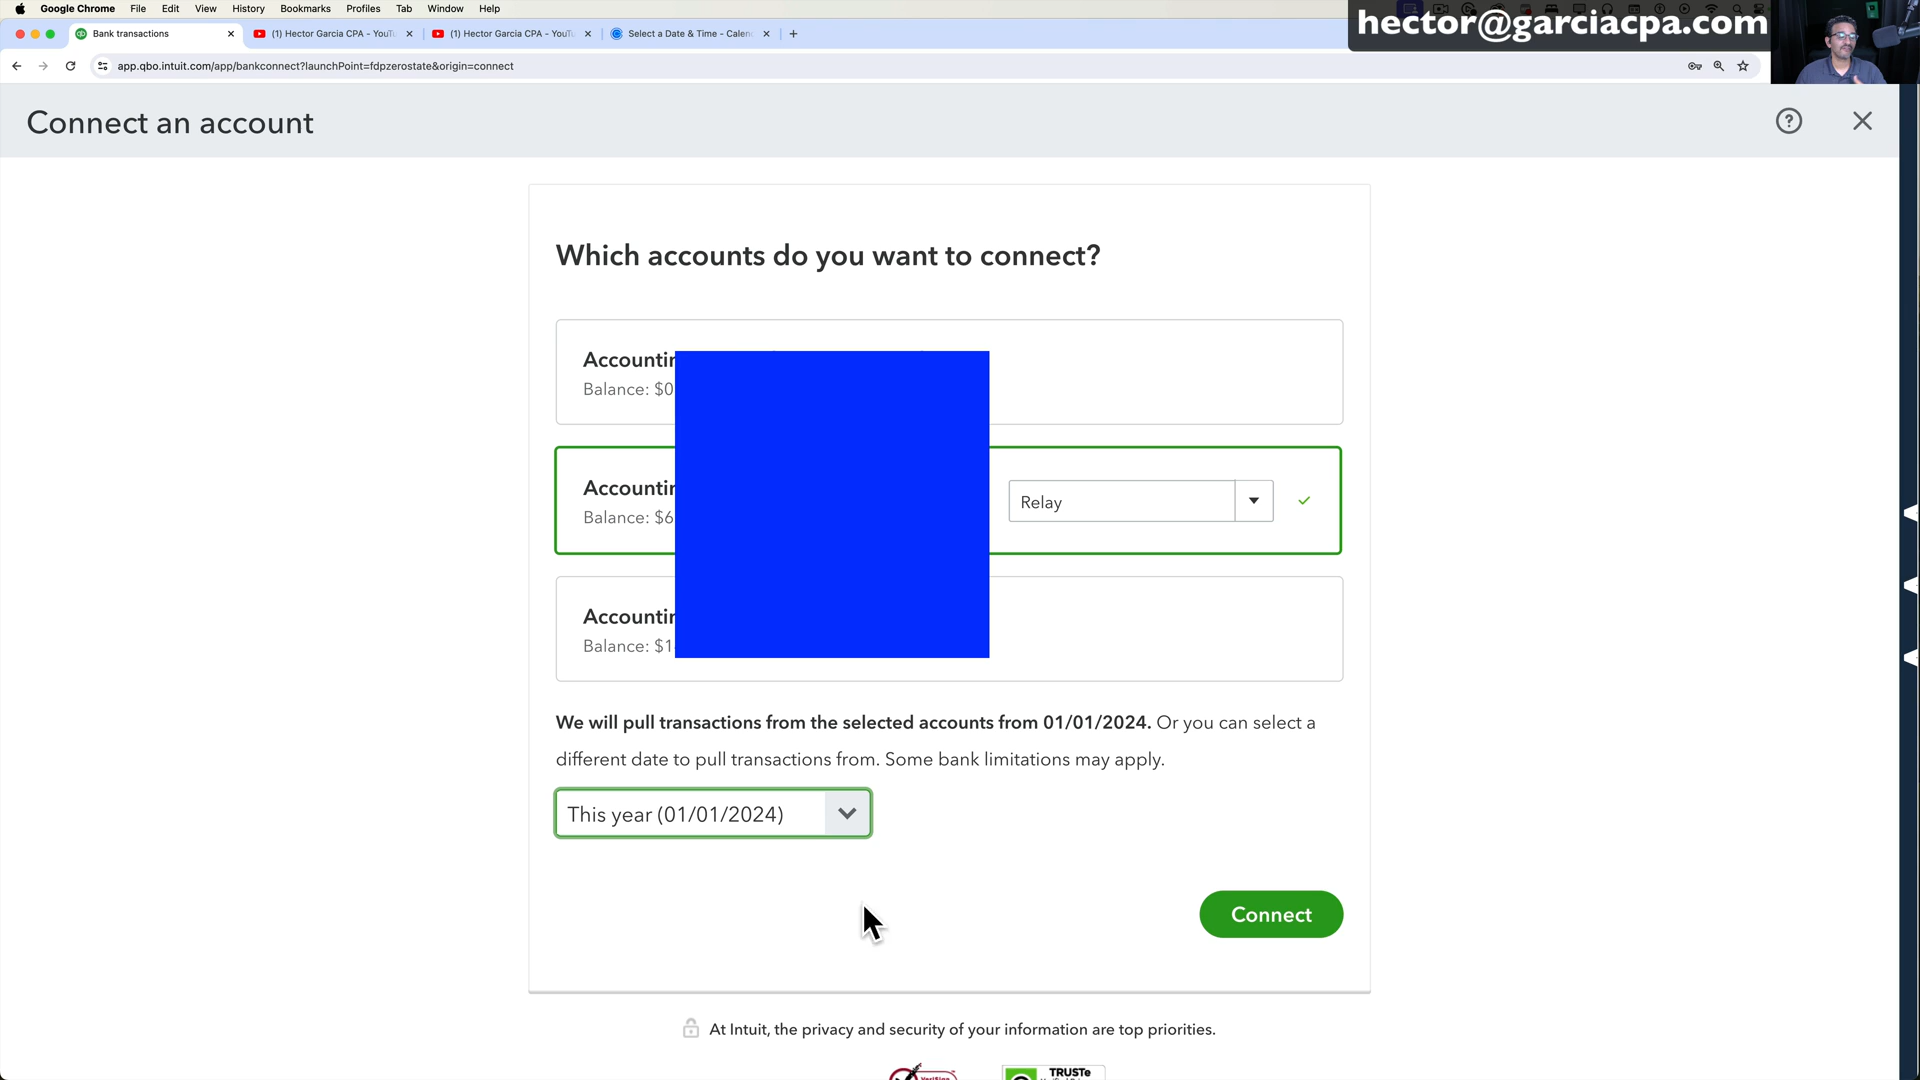 Google Chrome File Edit View History Bookmarks Profiles Tab Window Help
hector@garciacpa.com
Bank transactions
(1) Hector Garcia CPA - YouTu
(1) Hector Garcia CPA - YouTu
Select a Date & Time - Calen
app.qbo.intuit.com/app/bankconnect?launchPoint=fdpzerostate&origin=connect
Connect an account
Which accounts do you want to connect?
Accountin
Balance: $0
Accountin
Balance: $6
Relay
Accountin
Balance: $1
We will pull transactions from the selected accounts from 01/01/2024. Or you can select a
different date to pull transactions from. Some bank limitations may apply.
This year (01/01/2024)
Connect
At Intuit, the privacy and security of your information are top priorities.
VeriSign
TRUSTe